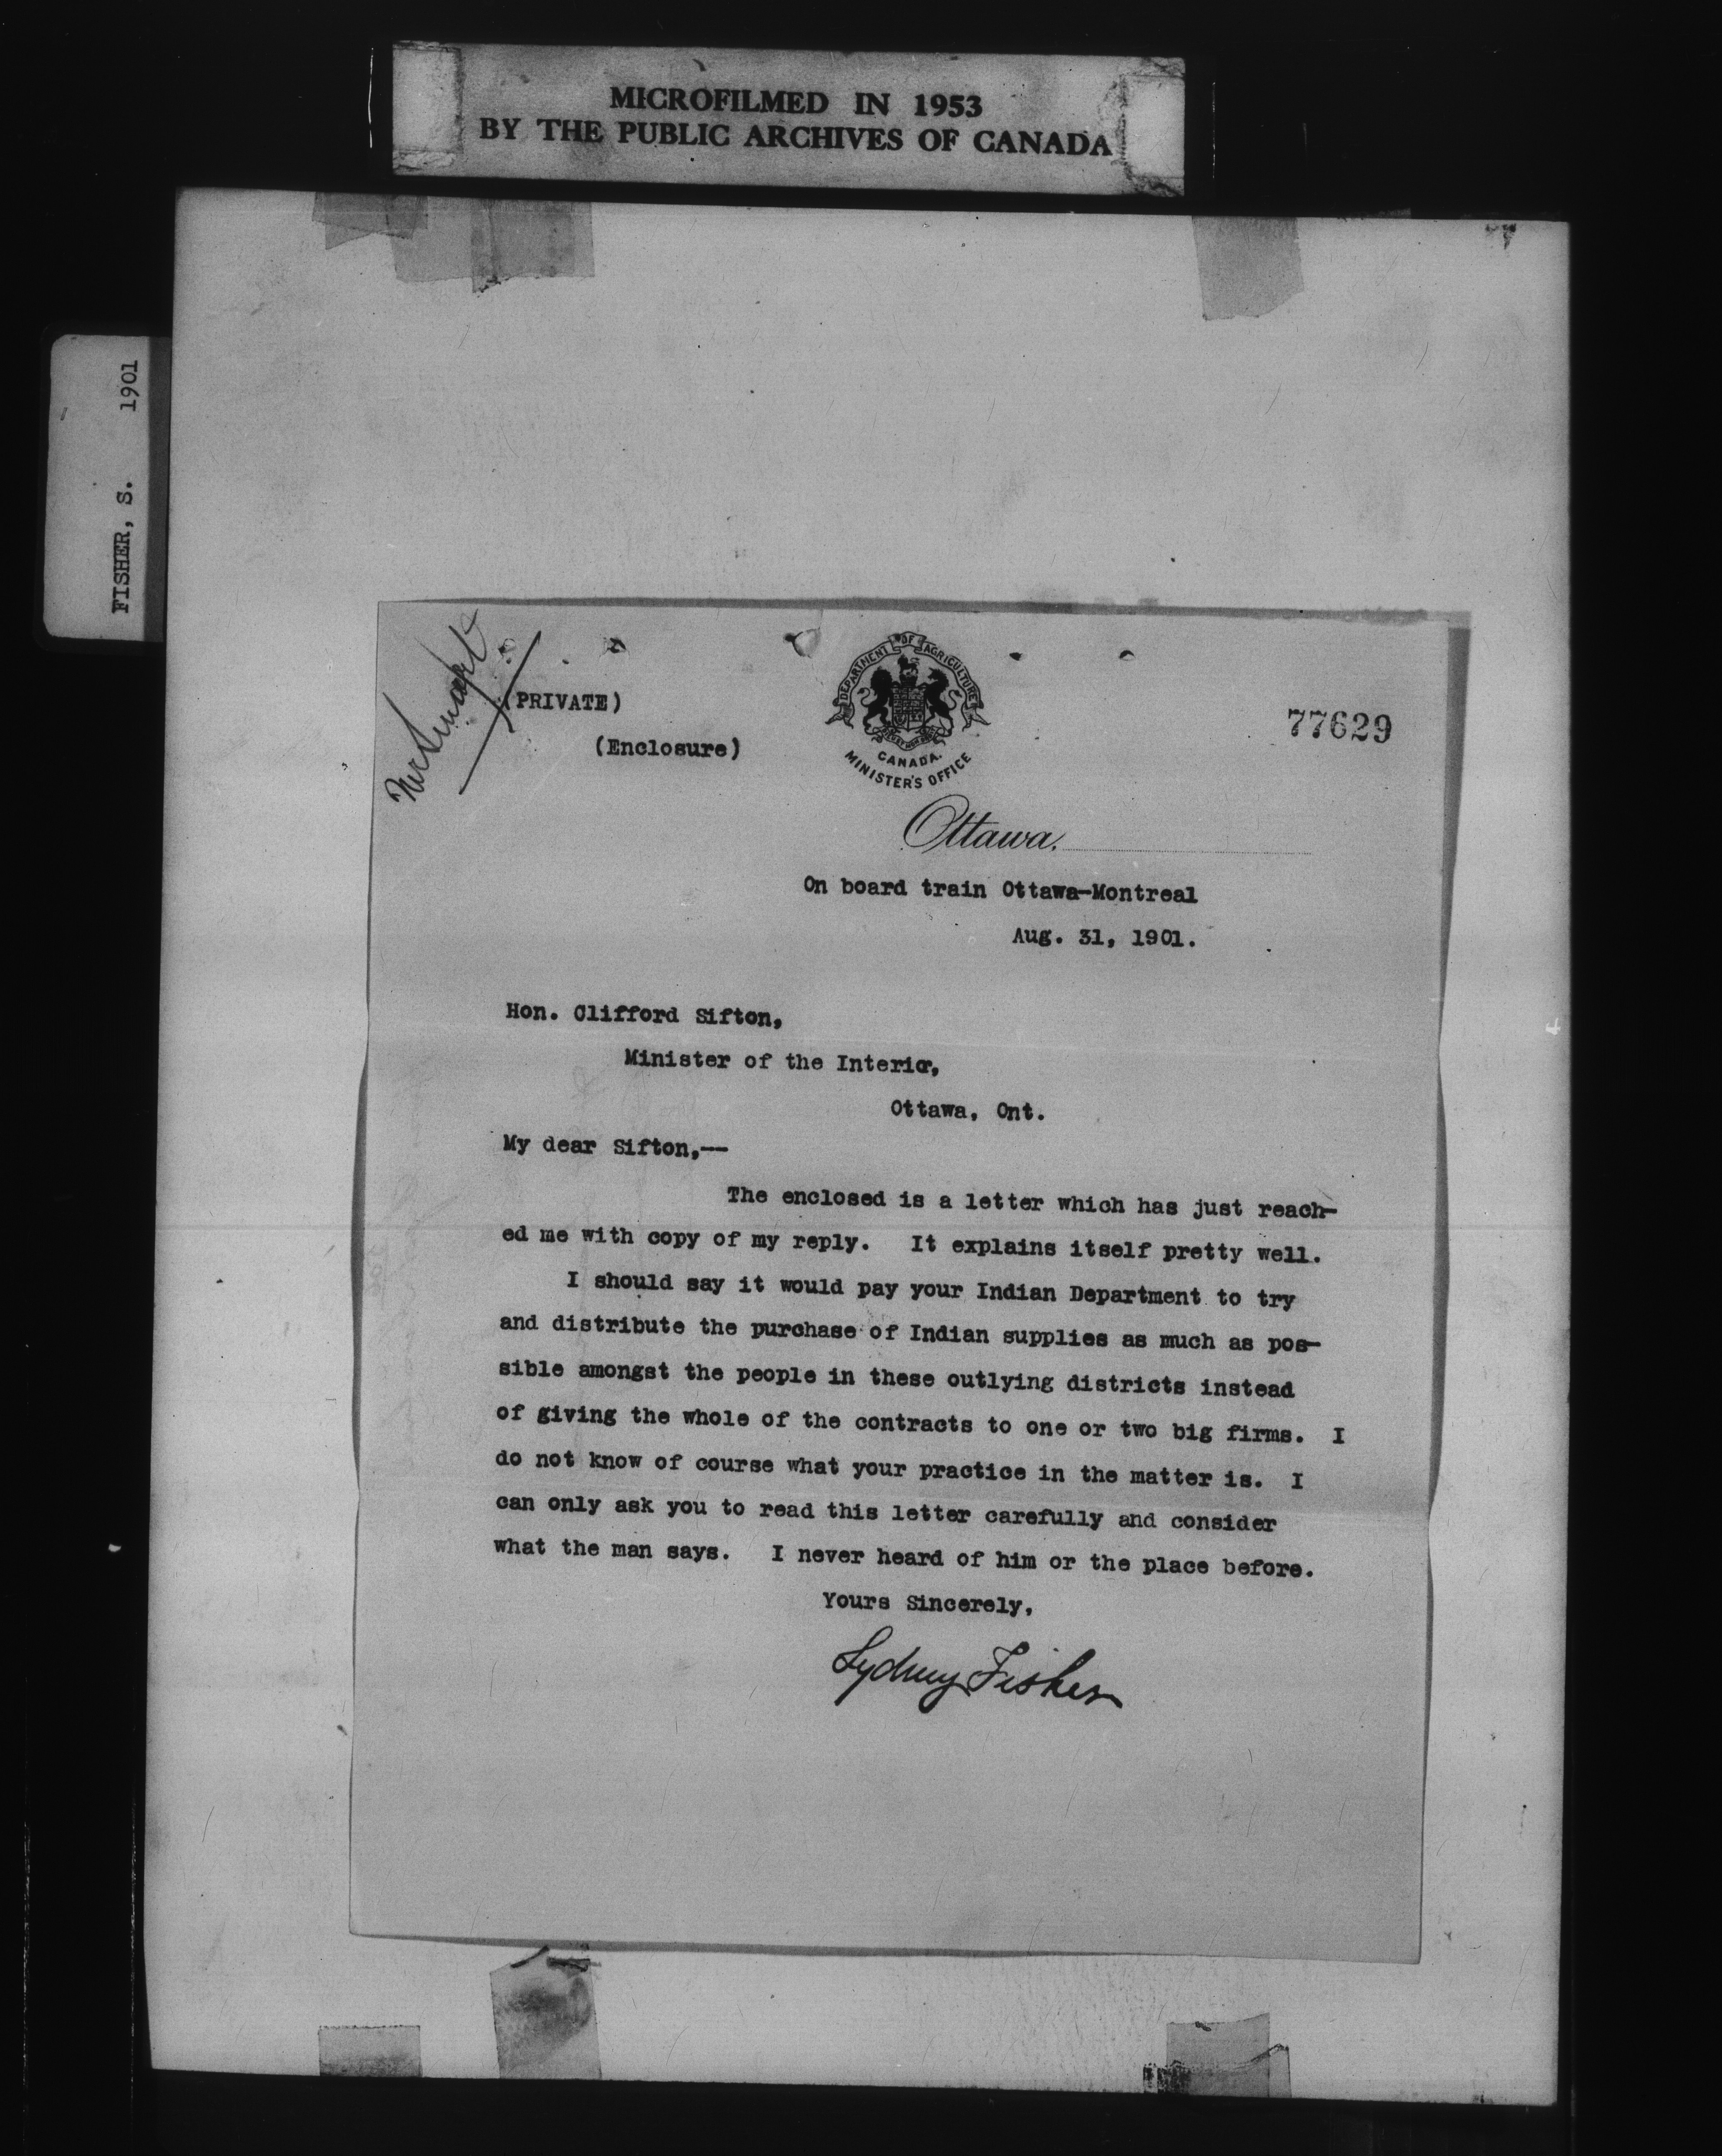 MICROFILMED IN 1953
BY THE PUBLIC ARCHIVES OF CANADA
FISHER, S. 1901
Mr Smart
(PRIVATE)
(Enclosure)
DEPARTMENT OF AGRICULTURE
CANADA.
MINISTER'S OFFICE
77629
Ottawa.
On board train Ottawa-Montreal
Aug. 31, 1901.
Hon. Clifford Sifton,
Minister of the Interior,
Ottawa, Ont.
My dear Sifton,--
The enclosed is a letter which has just reach-
ed me with copy of my reply. It explains itself pretty well.
I should say it would pay your Indian Department to try
and distribute the purchase of Indian supplies as much as pos-
sible amongst the people in these outlying districts instead
of giving the whole of the contracts to one or two big firms. I
do not know of course what your practice in the matter is. I
can only ask you to read this letter carefully and consider
what the man says. I never heard of him or the place before.
Yours Sincerely,
Sydney Fisher